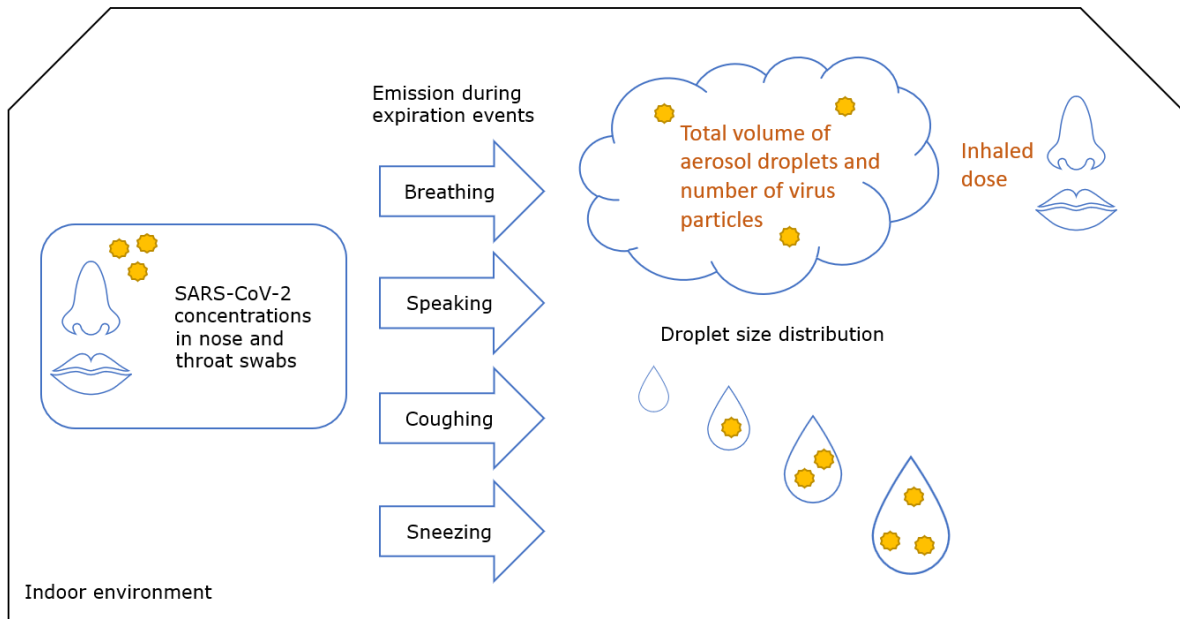 Emission during
expiration events
Breathing
Speaking
Coughing
Sneezing
SARS-CoV-2
concentrations
in nose and
throat swabs
Total volume of
aerosol droplets and
number of virus
particles
Inhaled
dose
Droplet size distribution
Indoor environment